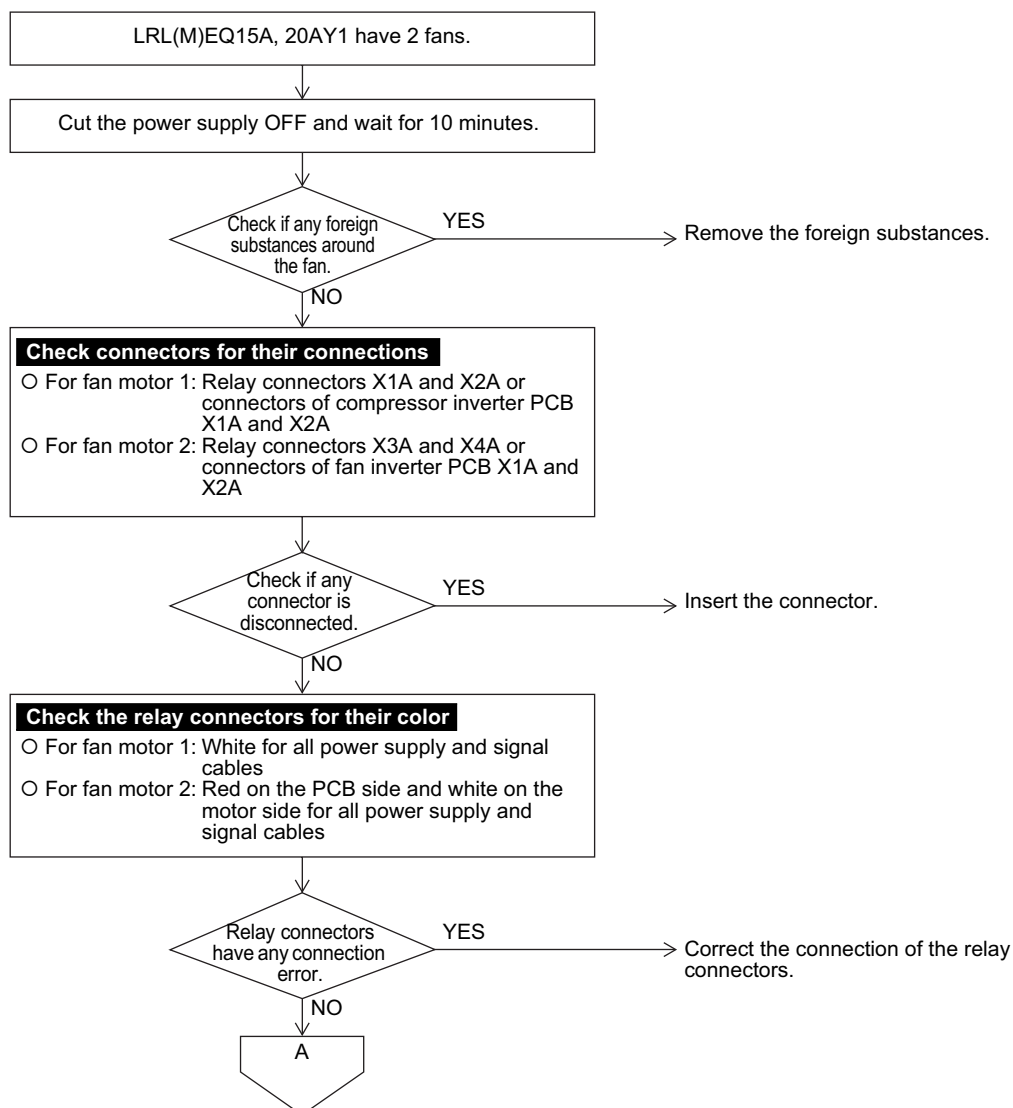 LRL(M)EQ15A, 20AY1 have 2 fans.
Cut the power supply OFF and wait for 10 minutes.
Check if any foreign
substances around
the fan.
YES
Remove the foreign substances.
NO
Check connectors for their connections
O For fan motor 1: Relay connectors X1A and X2A or
connectors of compressor inverter PCB
X1A and X2A
O For fan motor 2: Relay connectors X3A and X4A or
connectors of fan inverter PCB X1A and
X2A
Check if any
connector is
disconnected.
YES
Insert the connector.
NO
Check the relay connectors for their color
O For fan motor 1: White for all power supply and signal
cables
O For fan motor 2: Red on the PCB side and white on the
motor side for all power supply and
signal cables
Relay connectors
have any connection
error.
YES
Correct the connection of the relay
connectors.
NO
A